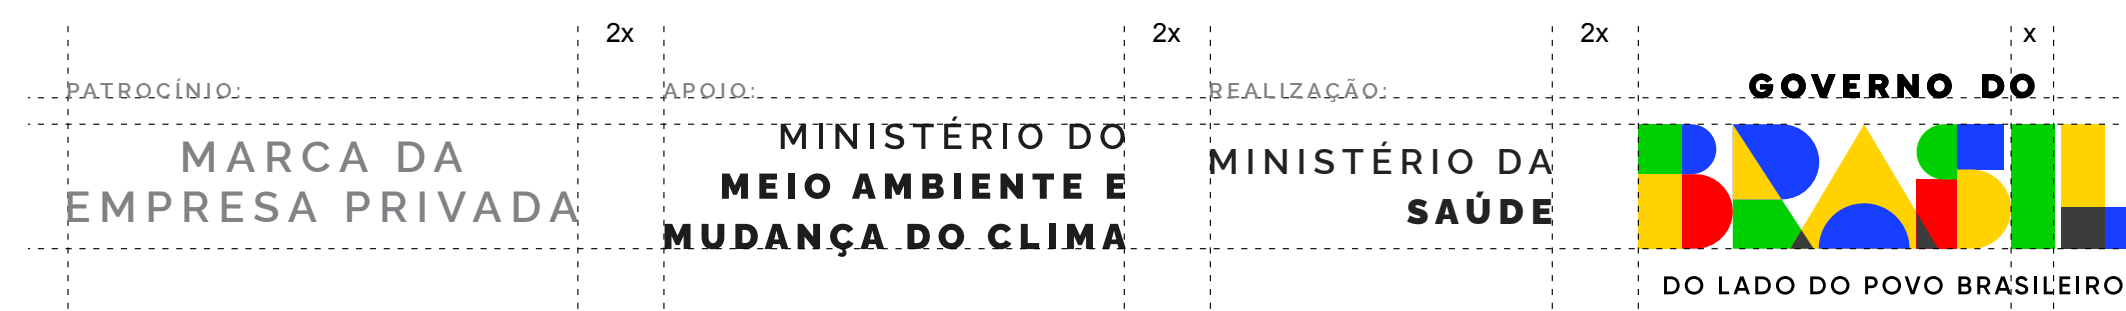 2x
2x
2x
x
PATROCÍNIO:
MARCA DA
EMPRESA PRIVADA
APOIO:
MINISTÉRIO DO
MEIO AMBIENTE E
MUDANÇA DO CLIMA
REALIZAÇÃO:
MINISTÉRIO DA
SAÚDE
GOVERNO DO
BRASIL
DO LADO DO POVO BRASILEIRO